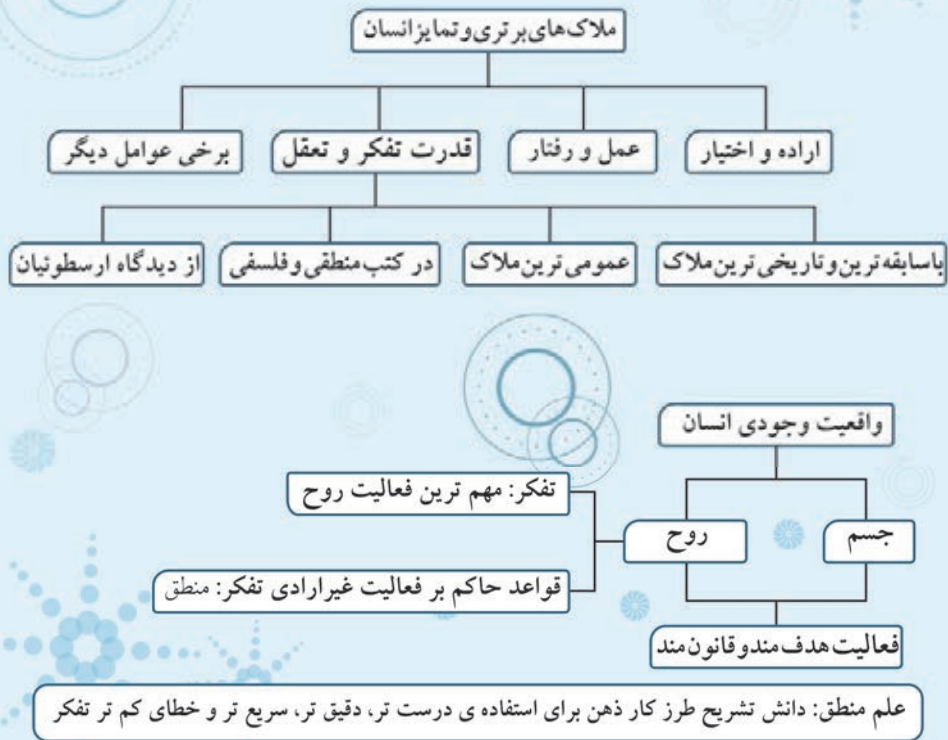 ملاک‌های برتری و تمایز انسان
اراده و اختیار
عمل و رفتار
قدرت تفکر و تعقل
برخی عوامل دیگر
باسابقه ترین و تاریخی ترین ملاک
عمومی ترین ملاک
در کتب منطقی و فلسفی
از دیدگاه ارسطوئیان
واقعیت وجودی انسان
جسم
روح
تفکر: مهم ترین فعالیت روح
قواعد حاکم بر فعالیت غیرارادی تفکر: منطق
فعالیت هدف مند و قانون مند
علم منطق: دانش تشریح طرز کار ذهن برای استفاده ی درست تر، دقیق تر، سریع تر و خطای کم تر تفکر